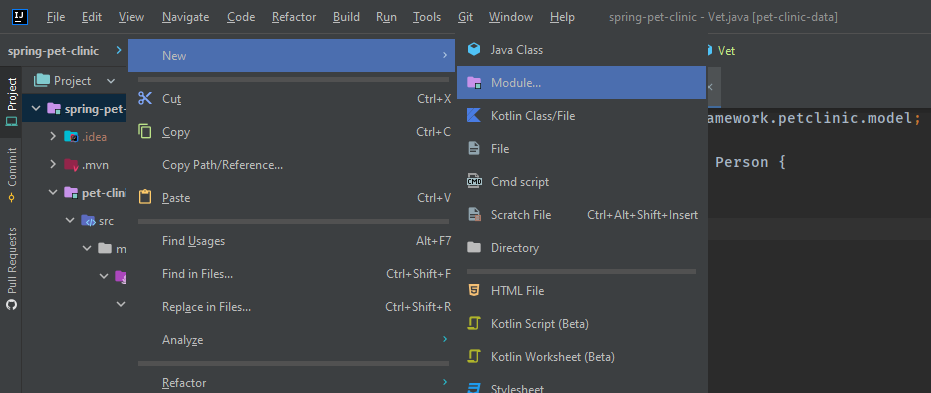 File Edit View Navigate Code Refactor Build Run Tools Git Window Help spring-pet-clinic - Vet.java [pet-clinic-data]
spring-pet-clinic
Vet
Project
Commit
Pull Requests
Project
spring-pet-
.idea
.mvn
pet-clin
src
m
New
Cut Ctrl+X
Copy Ctrl+C
Copy Path/Reference...
Paste Ctrl+V
Find Usages Alt+F7
Find in Files... Ctrl+Shift+F
Replace in Files... Ctrl+Shift+R
Analyze
Refactor
Java Class
Module...
Kotlin Class/File
File
Cmd script
Scratch File Ctrl+Alt+Shift+Insert
Directory
HTML File
Kotlin Script (Beta)
Kotlin Worksheet (Beta)
Stylesheet
amework.petclinic.model;
Person {